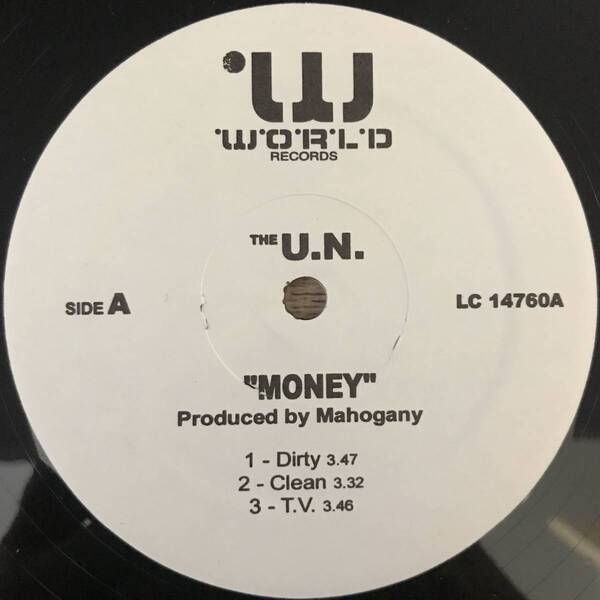 W
WORLD
RECORDS
THE U.N.
SIDE A
LC 14760A
"MONEY"
Produced by Mahogany
1 - Dirty 3.47
2 - Clean 3.32
3 - T.V. 3.46